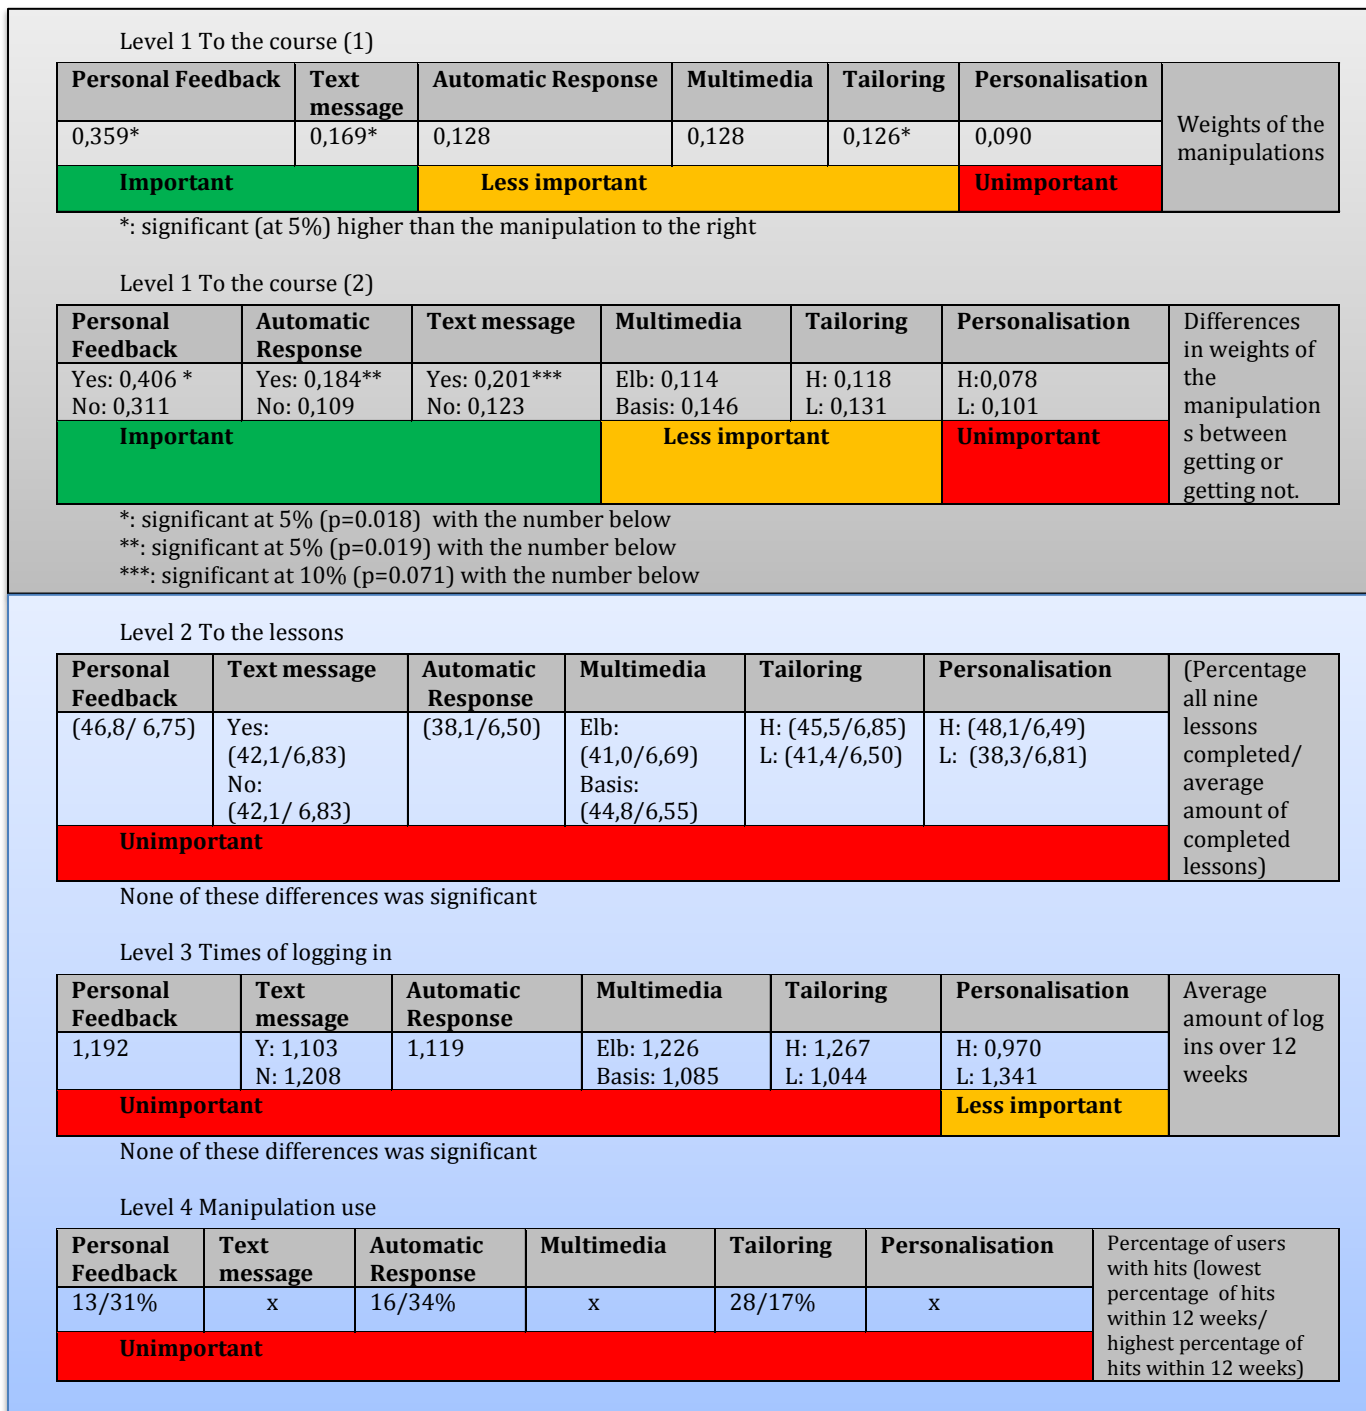 Level 1 To the course (1)
Personal Feedback Text message Automatic Response Multimedia Tailoring Personalisation Weights of the manipulations
0,359* 0,169* 0,128 0,128 0,126* 0,090
Important Less important Unimportant
*: significant (at 5%) higher than the manipulation to the right
Level 1 To the course (2)
Personal Feedback Automatic Response Text message Multimedia Tailoring Personalisation Differences in weights of the manipulation s between getting or getting not.
Yes: 0,406 * Yes: 0,184** Yes: 0,201*** Elb: 0,114 H: 0,118 H:0,078
No: 0,311 No: 0,109 No: 0,123 Basis: 0,146 L: 0,131 L: 0,101
Important Less important Unimportant
*: significant at 5% (p=0.018) with the number below
**: significant at 5% (p=0.019) with the number below
***: significant at 10% (p=0.071) with the number below
Level 2 To the lessons
Personal Feedback Text message Automatic Response Multimedia Tailoring Personalisation (Percentage all nine lessons completed/ average amount of completed lessons)
(46,8/ 6,75) Yes: (38,1/6,50) Elb: H: (45,5/6,85) H: (48,1/6,49)
(42,1/6,83) (41,0/6,69) L: (41,4/6,50) L: (38,3/6,81)
No: Basis:
(42,1/ 6,83) (44,8/6,55)
Unimportant
None of these differences was significant
Level 3 Times of logging in
Personal Feedback Text message Automatic Response Multimedia Tailoring Personalisation Average amount of log ins over 12 weeks
1,192 Y: 1,103 1,119 Elb: 1,226 H: 1,267 H: 0,970
N: 1,208 Basis: 1,085 L: 1,044 L: 1,341
Unimportant Less important
None of these differences was significant
Level 4 Manipulation use
Personal Feedback Text message Automatic Response Multimedia Tailoring Personalisation Percentage of users with hits (lowest percentage of hits within 12 weeks/ highest percentage of hits within 12 weeks)
13/31% x 16/34% x 28/17% x
Unimportant